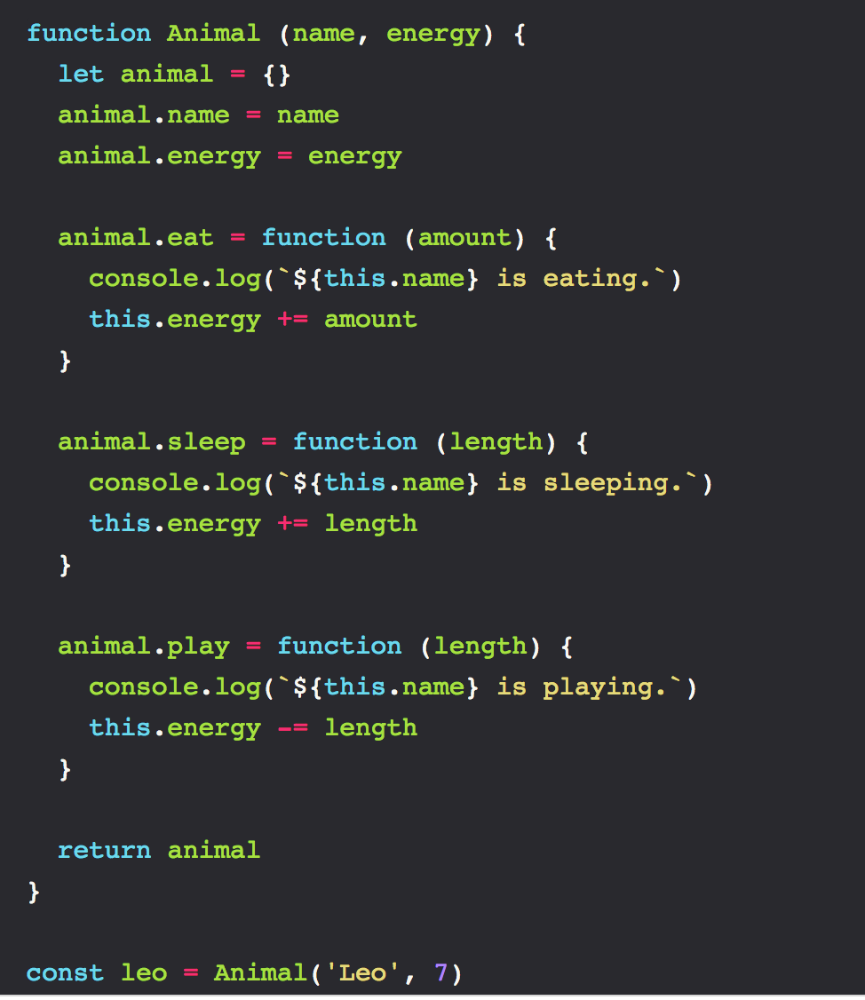 function Animal (name, energy) {
  let animal = {}
  animal.name = name
  animal.energy = energy

  animal.eat = function (amount) {
    console.log(`${this.name} is eating.`)
    this.energy += amount
  }

  animal.sleep = function (length) {
    console.log(`${this.name} is sleeping.`)
    this.energy += length
  }

  animal.play = function (length) {
    console.log(`${this.name} is playing.`)
    this.energy -= length
  }

  return animal
}

const leo = Animal('Leo', 7)